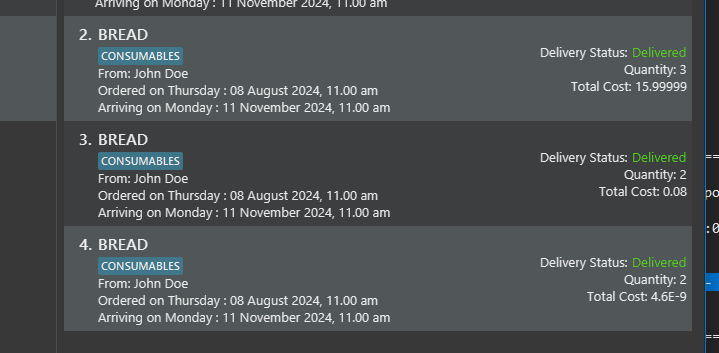 Arriving on Monday : 11 November 2024, 11.00 am
2. BREAD
CONSUMABLES
From: John Doe
Ordered on Thursday : 08 August 2024, 11.00 am
Arriving on Monday : 11 November 2024, 11.00 am
Delivery Status: Delivered
Quantity: 3
Total Cost: 15.99999
3. BREAD
CONSUMABLES
From: John Doe
Ordered on Thursday : 08 August 2024, 11.00 am
Arriving on Monday : 11 November 2024, 11.00 am
Delivery Status: Delivered
Quantity: 2
Total Cost: 0.08
4. BREAD
CONSUMABLES
From: John Doe
Ordered on Thursday : 08 August 2024, 11.00 am
Arriving on Monday : 11 November 2024, 11.00 am
Delivery Status: Delivered
Quantity: 2
Total Cost: 4.6E-9
==
po
:0
-
==